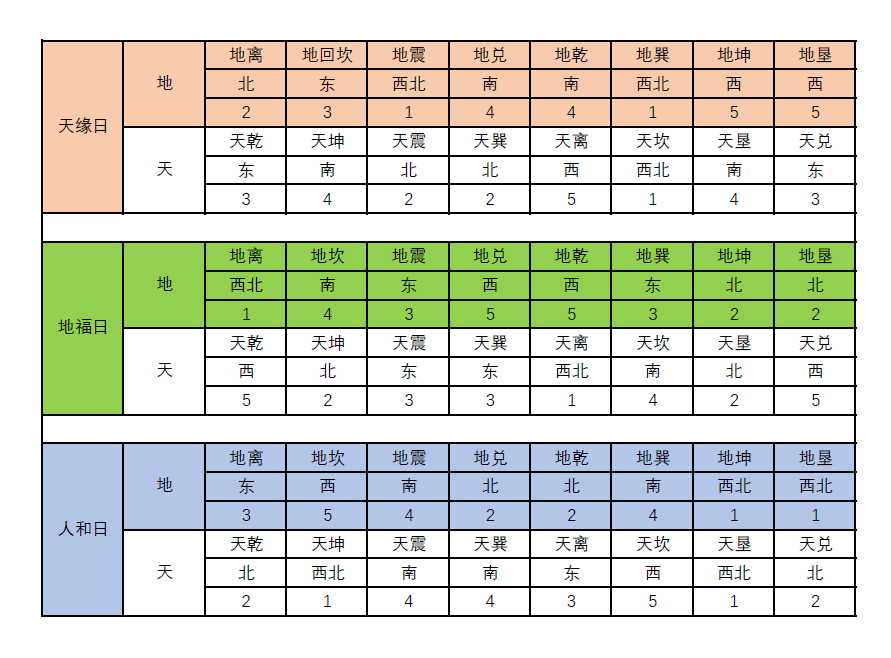 天缘日
地
地离 地回坎 地震 地兑 地乾 地巽 地坤 地垦
北 东 西北 南 南 西北 西 西
2 3 1 4 4 1 5 5
天
天乾 天坤 天震 天巽 天离 天坎 天垦 天兑
东 南 北 北 西 西北 南 东
3 4 2 2 5 1 4 3
地福日
地
地离 地坎 地震 地兑 地乾 地巽 地坤 地垦
西北 南 东 西 西 东 北 北
1 4 3 5 5 3 2 2
天
天乾 天坤 天震 天巽 天离 天坎 天垦 天兑
西 北 东 东 西北 南 北 西
5 2 3 3 1 4 2 5
人和日
地
地离 地坎 地震 地兑 地乾 地巽 地坤 地垦
东 西 南 北 北 南 西北 西北
3 5 4 2 2 4 1 1
天
天乾 天坤 天震 天巽 天离 天坎 天垦 天兑
北 西北 南 南 东 西 西北 北
2 1 4 4 3 5 1 2